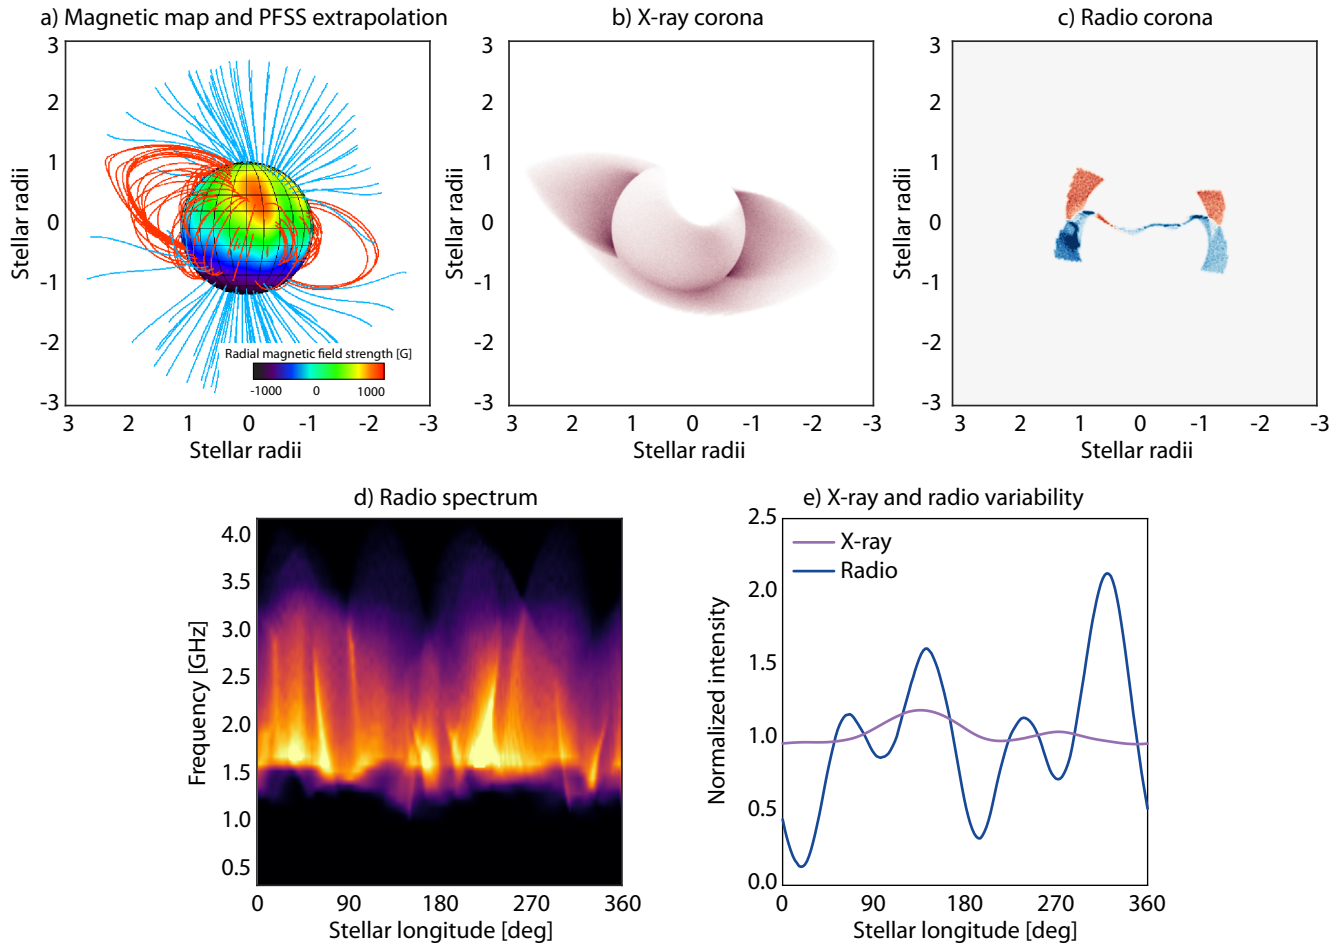 a) Magnetic map and PFSS extrapolation
b) X-ray corona
c) Radio corona
Stellar radii
3
2
1
0
-1
-2
-3
Radial magnetic field strength [G]
-1000 0 1000
3 2 1 0 -1 -2 -3
Stellar radii
Stellar radii
3
2
1
0
-1
-2
-3
3 2 1 0 -1 -2 -3
Stellar radii
Stellar radii
3
2
1
0
-1
-2
-3
3 2 1 0 -1 -2 -3
Stellar radii
d) Radio spectrum
Frequency [GHz]
4.0
3.5
3.0
2.5
2.0
1.5
1.0
0.5
0 90 180 270 360
Stellar longitude [deg]
e) X-ray and radio variability
Normalized intensity
2.5
2.0
1.5
1.0
0.5
0.0
X-ray
Radio
0 90 180 270 360
Stellar longitude [deg]